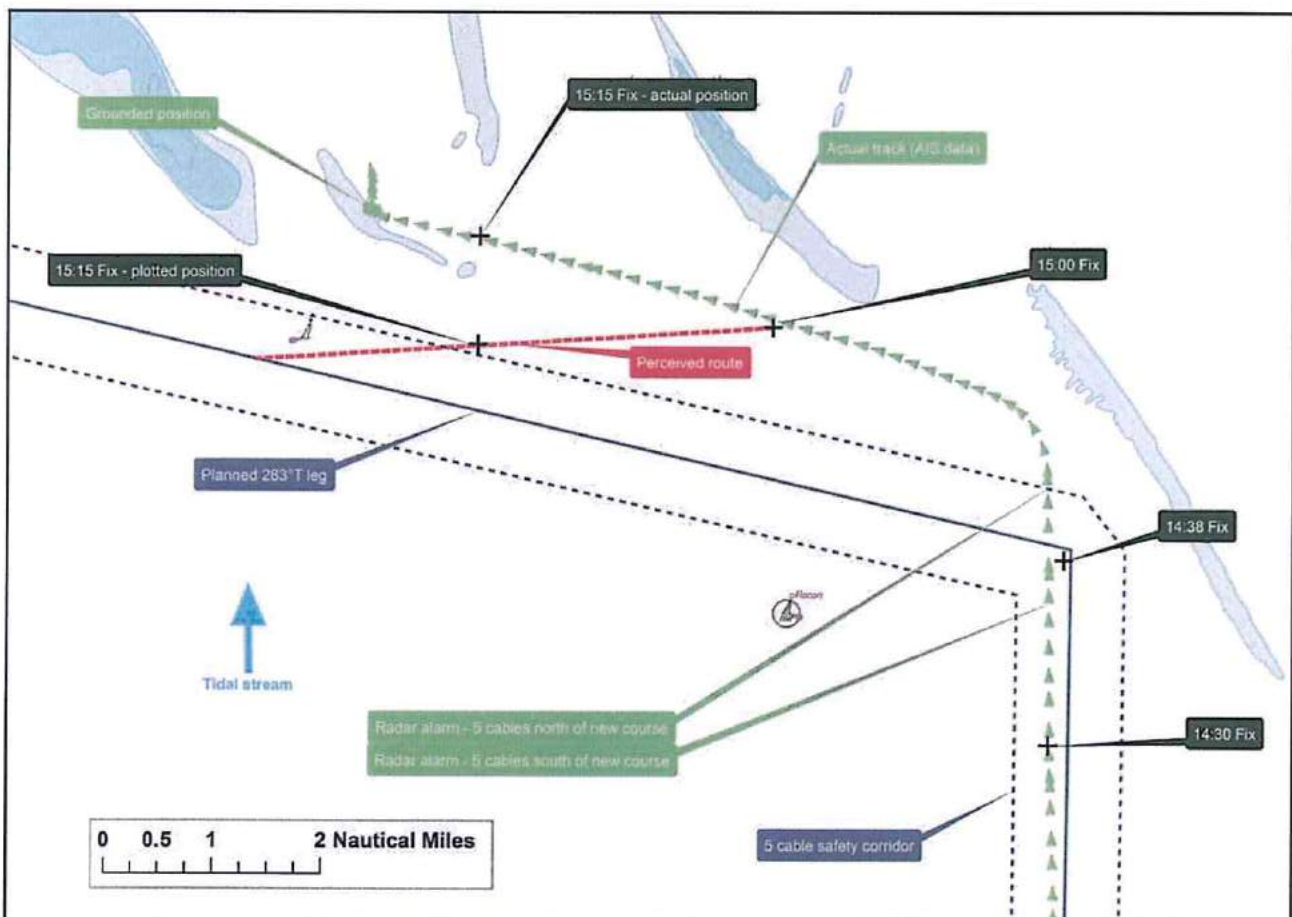 15:15 Fix - actual position
Grounded position
Actual track (AIS data)
15:00 Fix
15:15 Fix - plotted position
Perceived route
Planned 283°T leg
14:38 Fix
Tidal stream
Radar alarm - 5 cables north of new course
Radar alarm - 5 cables south of new course
14:30 Fix
5 cable safety corridor
0 0.5 1 2 Nautical Miles